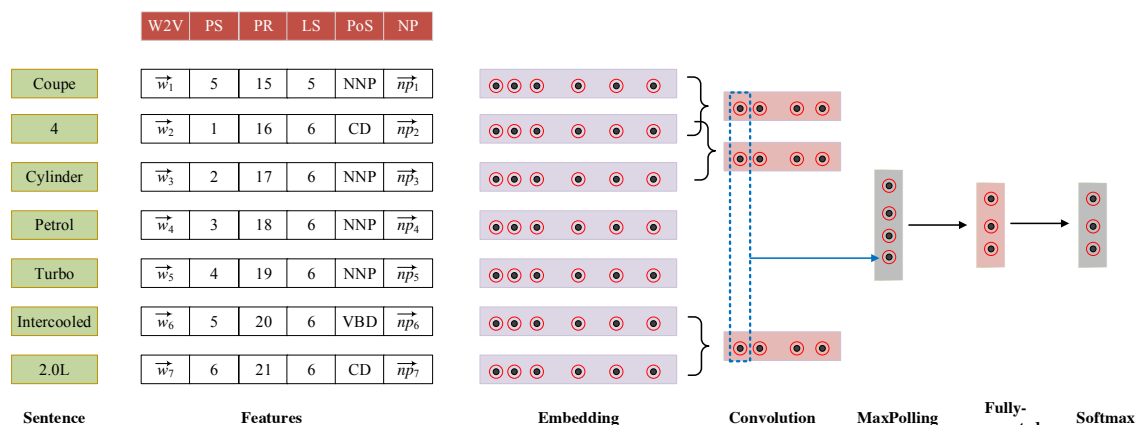 W2V PS PR LS PoS NP
Coupe w₁ 5 15 5 NNP np₁
4 w₂ 1 16 6 CD np₂
Cylinder w₃ 2 17 6 NNP np₃
Petrol w₄ 3 18 6 NNP np₄
Turbo w₅ 4 19 6 NNP np₅
Intercooled w₆ 5 20 6 VBD np₆
2.0L w₇ 6 21 6 CD np₇
Sentence Features Embedding Convolution MaxPolling Fully- Softmax